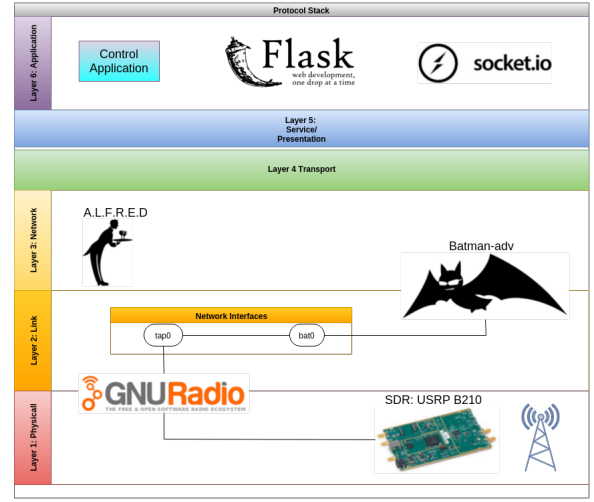 Protocol Stack
Layer 6: Application
Control
Application
Flask
web development,
one drop at a time
socket.io
Layer 5:
Service/
Presentation
Layer 4 Transport
Layer 3: Network
A.L.F.R.E.D
Batman-adv
Layer 2: Link
Network Interfaces
tap0
bat0
GNURadio
THE FREE & OPEN SOFTWARE RADIO ECOSYSTEM
Layer 1: Physicall
SDR: USRP B210